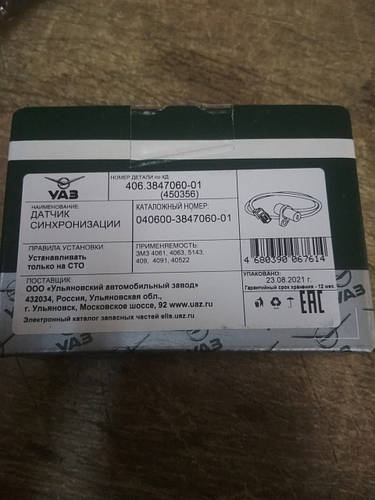 УАЗ
НОМЕР ДЕТАЛИ по КД
406.3847060-01
(450356)
НАИМЕНОВАНИЕ:
ДАТЧИК
СИНХРОНИЗАЦИИ
КАТАЛОЖНЫЙ НОМЕР:
040600-3847060-01
ПРАВИЛА УСТАНОВКИ:
Устанавливать
только на СТО
ПРИМЕНЯЕМОСТЬ:
ЗМЗ 4061, 4063, 5143,
409, 4091, 40522
4 680390 067614
ПОСТАВЩИК
ООО «Ульяновский автомобильный завод»
432034, Россия, Ульяновская обл.,
г. Ульяновск, Московское шоссе, 92 www.uaz.ru
Электронный каталог запасных частей ella.uaz.ru
УПАКОВАНО:
23.08.2021 г.
Гарантийный срок хранения - 12 мес.
EAC
УАЗ
УАЗ
УАЗ